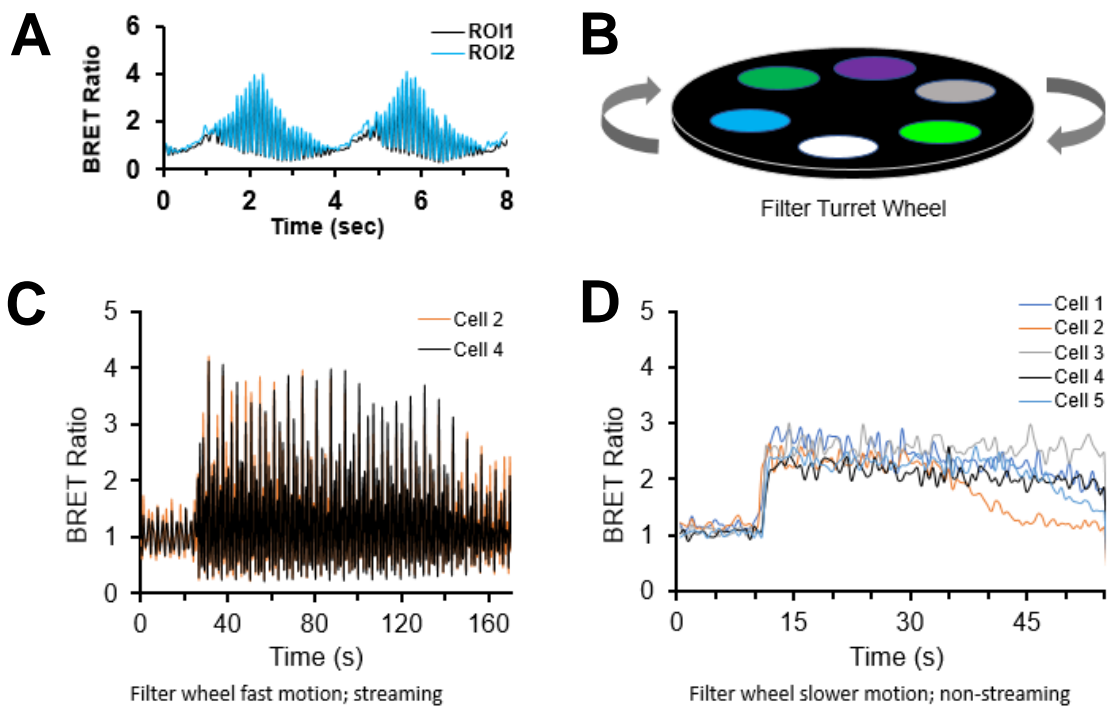 A
BRET Ratio
6
4
2
0
0 2 4 6 8
Time (sec)
ROI1
ROI2
B
Filter Turret Wheel
C
BRET Ratio
5
4
3
2
1
0
0 40 80 120 160
Time (s)
Cell 2
Cell 4
Filter wheel fast motion; streaming
D
BRET Ratio
5
4
3
2
1
0
0 15 30 45
Time (s)
Cell 1
Cell 2
Cell 3
Cell 4
Cell 5
Filter wheel slower motion; non-streaming